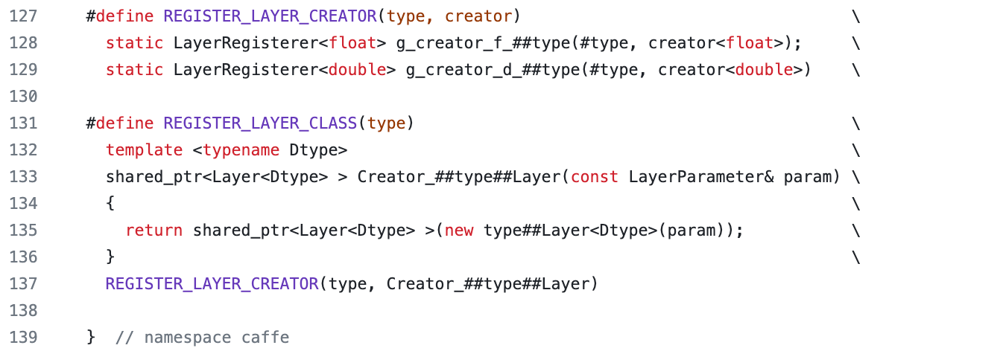 127 #define REGISTER_LAYER_CREATOR(type, creator) \
128 static LayerRegisterer<float> g_creator_f_##type(#type, creator<float>); \
129 static LayerRegisterer<double> g_creator_d_##type(#type, creator<double>) \
130
131 #define REGISTER_LAYER_CLASS(type) \
132 template <typename Dtype> \
133 shared_ptr<Layer<Dtype> > Creator_##type##Layer(const LayerParameter& param) \
134 { \
135 return shared_ptr<Layer<Dtype> >(new type##Layer<Dtype>(param)); \
136 } \
137 REGISTER_LAYER_CREATOR(type, Creator_##type##Layer)
138
139 } // namespace caffe